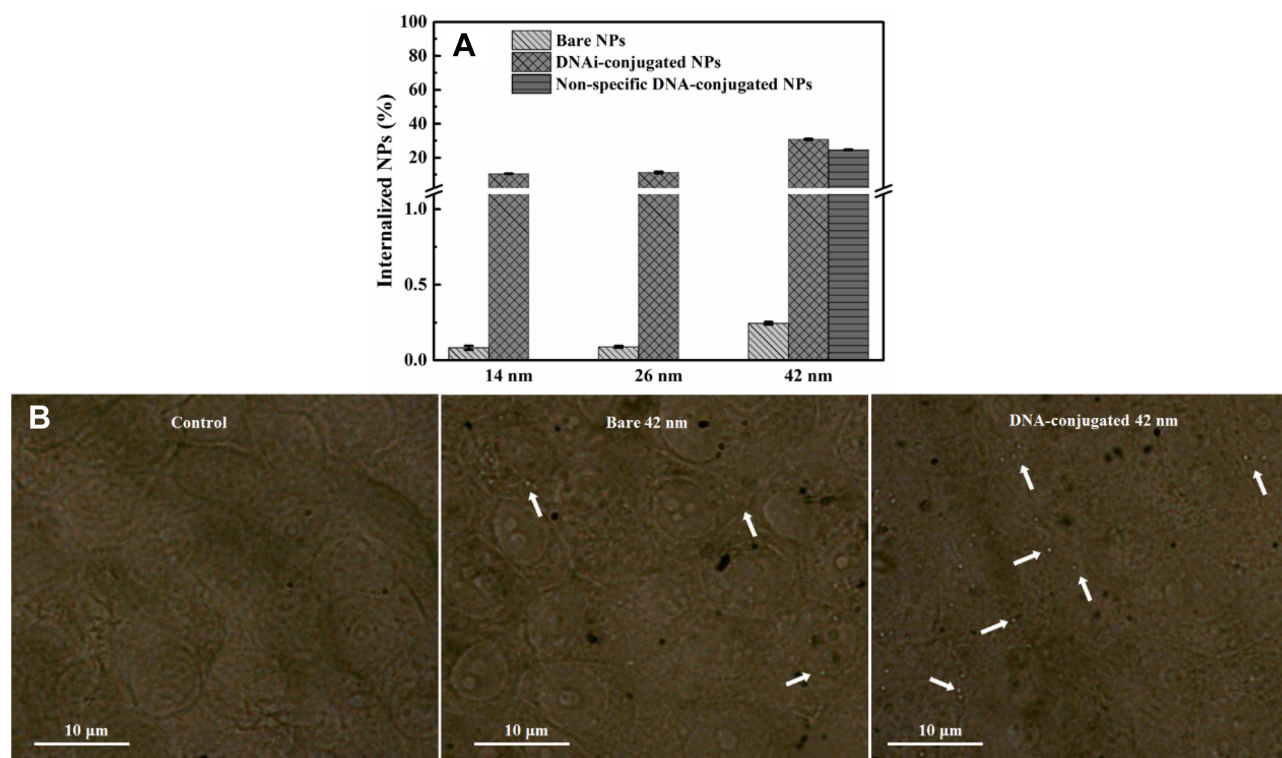 A
Bare NPs
DNAi-conjugated NPs
Non-specific DNA-conjugated NPs
Internalized NPs (%)
100
80
60
40
20
1.0
0.5
0.0
14 nm
26 nm
42 nm
B
Control
Bare 42 nm
DNA-conjugated 42 nm
10 µm
10 µm
10 µm